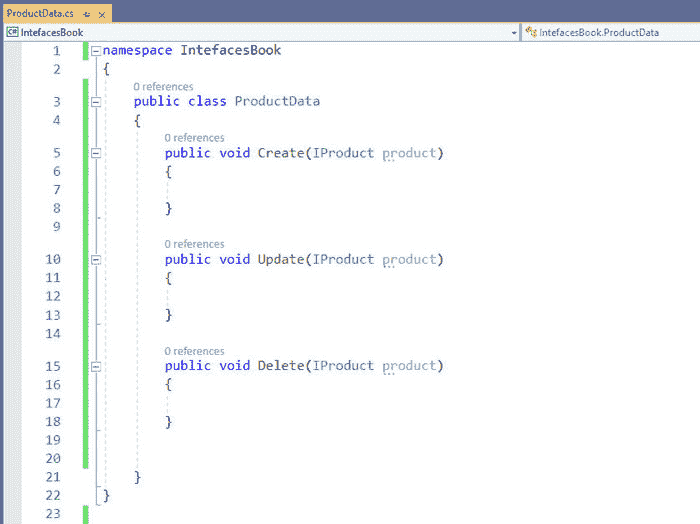 ProductData.cs
IntefacesBook IntefacesBook.ProductData
1 namespace IntefacesBook
2 {
0 references
3 public class ProductData
4 {
0 references
5 public void Create(IProduct product)
6 {
7
8 }
9
0 references
10 public void Update(IProduct product)
11 {
12
13 }
14
0 references
15 public void Delete(IProduct product)
16 {
17
18 }
19
20
21 }
22 }
23